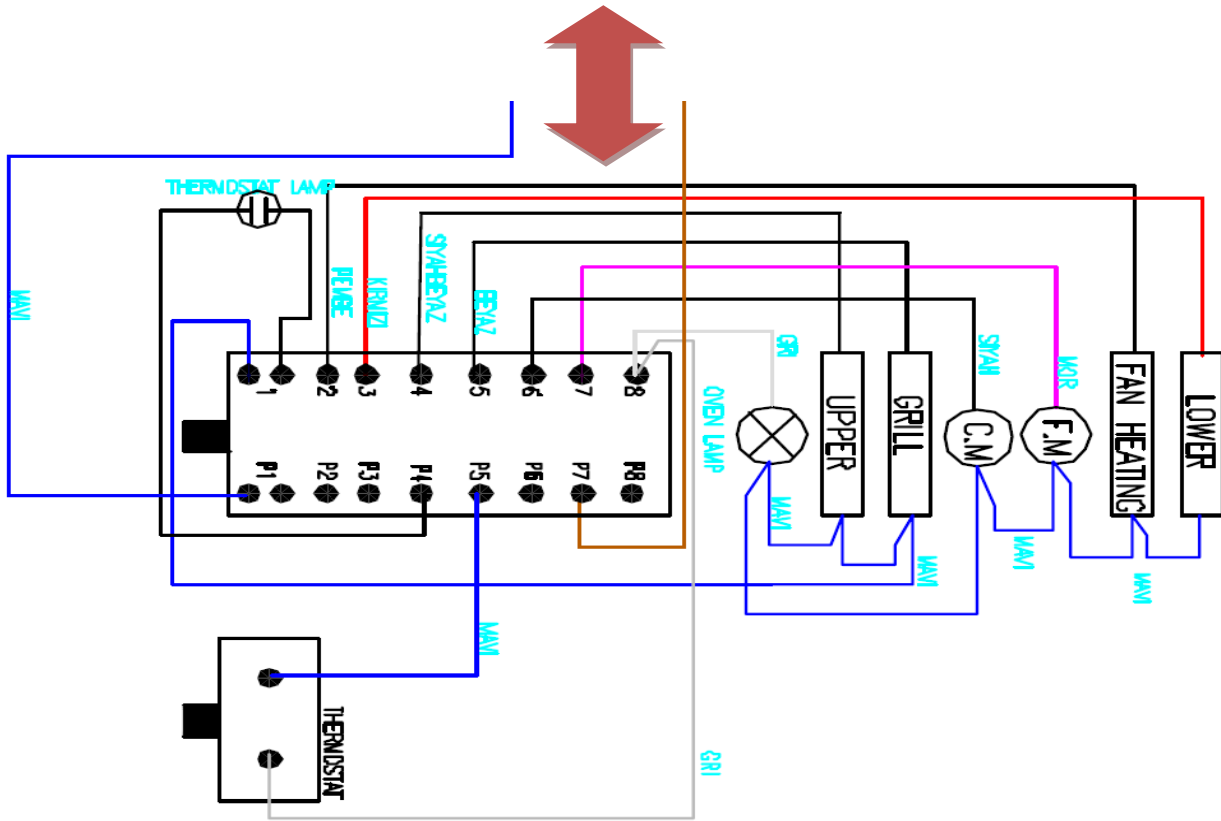 THERMOSTAT LAMP
MAVI
PEMBE
KIRMIZI
SIYAHBEYAZ
BEYAZ
GRI
SIYAH
1 2 3 4 5 6 7 8
OVEN LAMP
UPPER
GRILL
C.M
F.M
FAN HEATING
LOWER
P1 P2 P3 P4 P5 P6 P7 P8
MAVI
MAVI
MAVI
MAVI
MAVI
THERMOSTAT
GRI